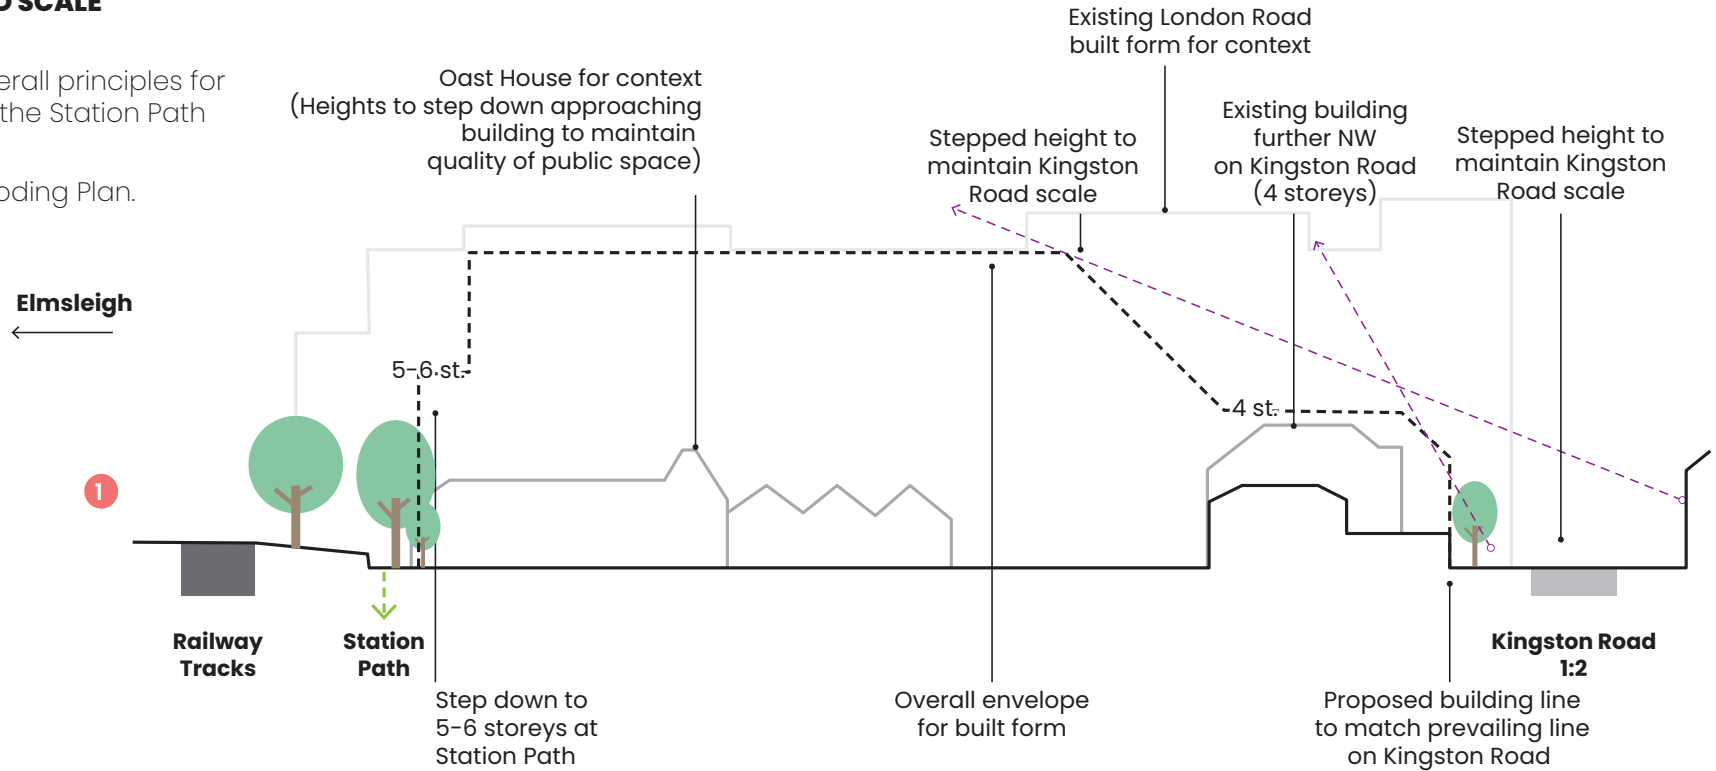 SCALE
principles for
the Station Path
Plan.
Existing London Road
built form for context
Oast House for context
(Heights to step down approaching
building to maintain
quality of public space)
Stepped height to
maintain Kingston
Road scale
Existing building
further NW
on Kingston Road
(4 storeys)
Stepped height to
maintain Kingston
Road scale
Elmsleigh
5-6 st.
4 st.
1
Railway
Tracks
Station
Path
Kingston Road
1:2
Step down to
5-6 storeys at
Station Path
Overall envelope
for built form
Proposed building line
to match prevailing line
on Kingston Road